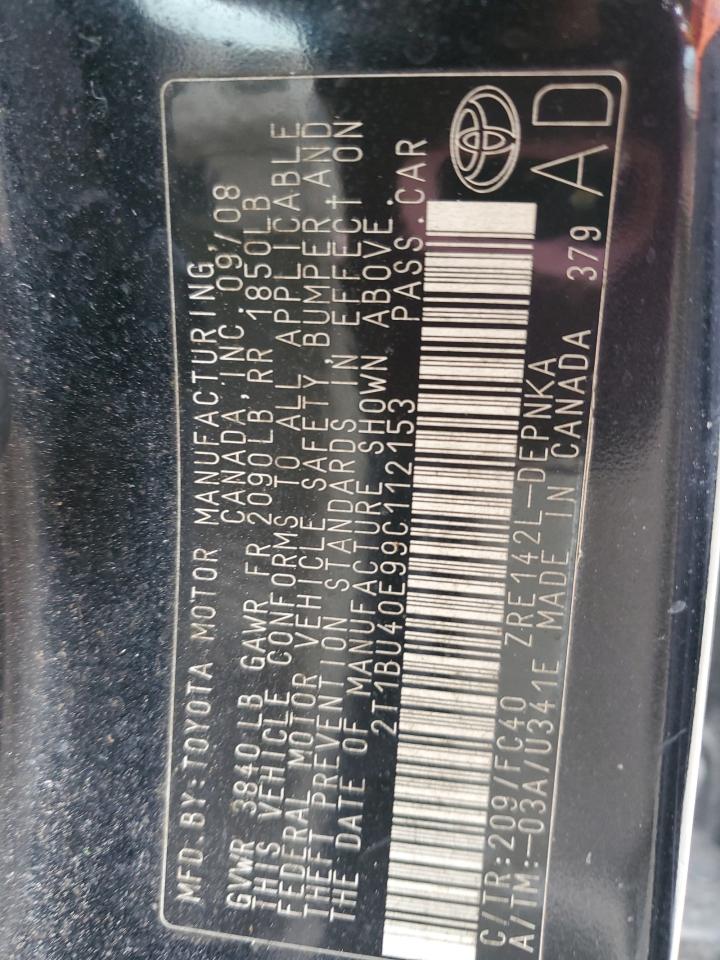 MFD.BY:TOYOTA MOTOR MANUFACTURING,
CANADA,INC. 09/08
GVWR 3840LB GAWR FR 2090LB,RR 1850LB
THIS VEHICLE CONFORMS TO ALL APPLICABLE
FEDERAL MOTOR VEHICLE SAFETY,BUMPER,AND
THEFT PREVENTION STANDARDS IN EFFECT ON
THE DATE OF MANUFACTURE SHOWN ABOVE.
2T1BU40E99C112153 PASS.CAR
C/TR:209/FC40 ZRE142L-DEPNKA
A/TM:-03A/U341E MADE IN CANADA 379
AD